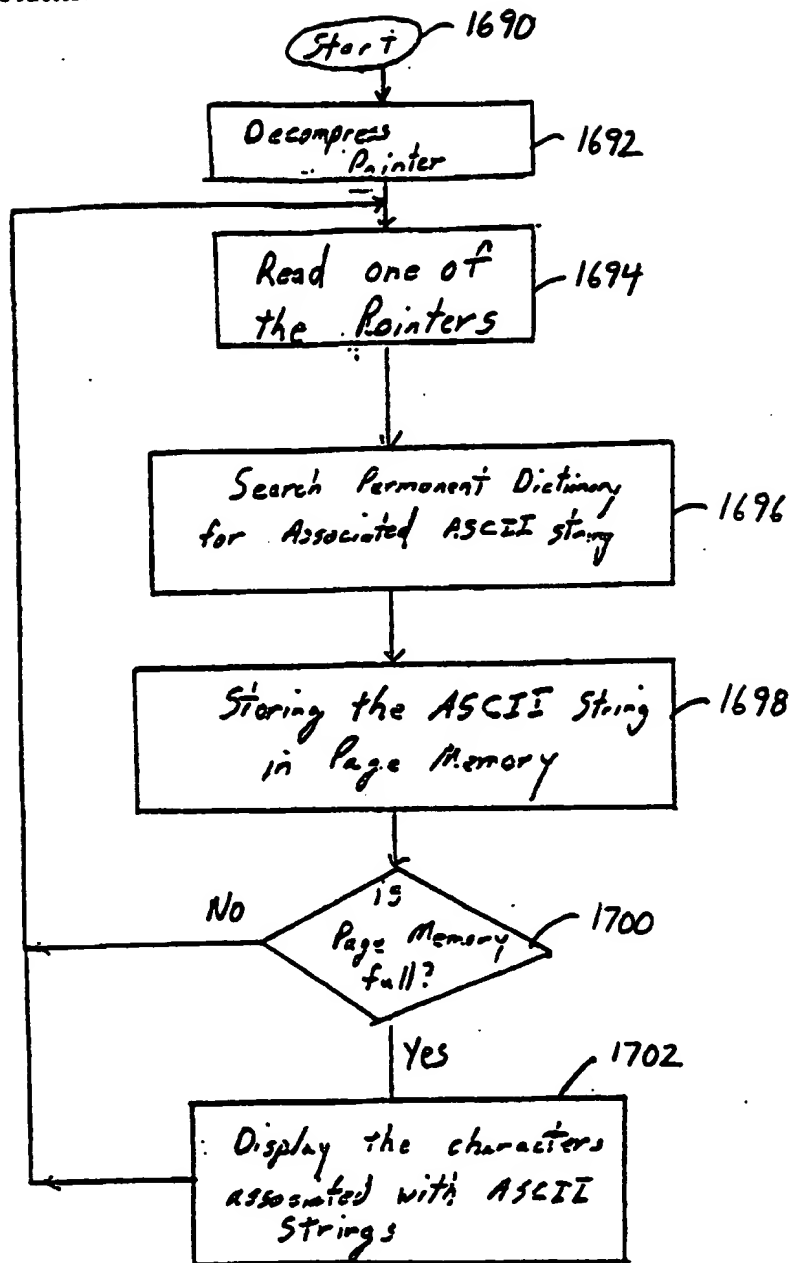 Start
1690
Decompress
Pointer
1692
Read one of
the Pointers
1694
Search Permanent Dictionary
for Associated ASCII string
1696
Storing the ASCII String
in Page Memory
1698
is
Page Memory
full?
1700
No
Yes
1702
Display the characters
associated with ASCII
Strings